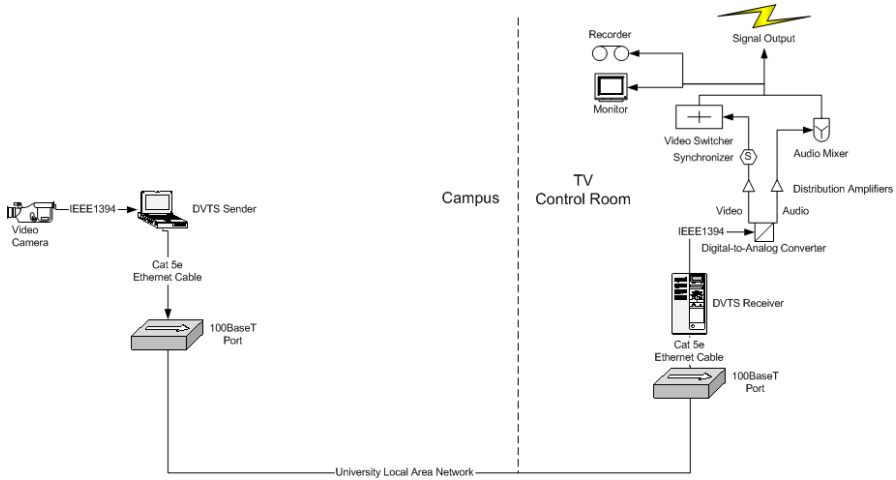 Recorder
Signal Output
Monitor
Video Switcher
Synchronizer
S
Audio Mixer
Campus
TV
Control Room
Distribution Amplifiers
Video
Audio
IEEE1394
Digital-to-Analog Converter
IEEE1394
DVTS Sender
Video
Camera
Cat 5e
Ethernet Cable
100BaseT
Port
DVTS Receiver
Cat 5e
Ethernet Cable
100BaseT
Port
University Local Area Network